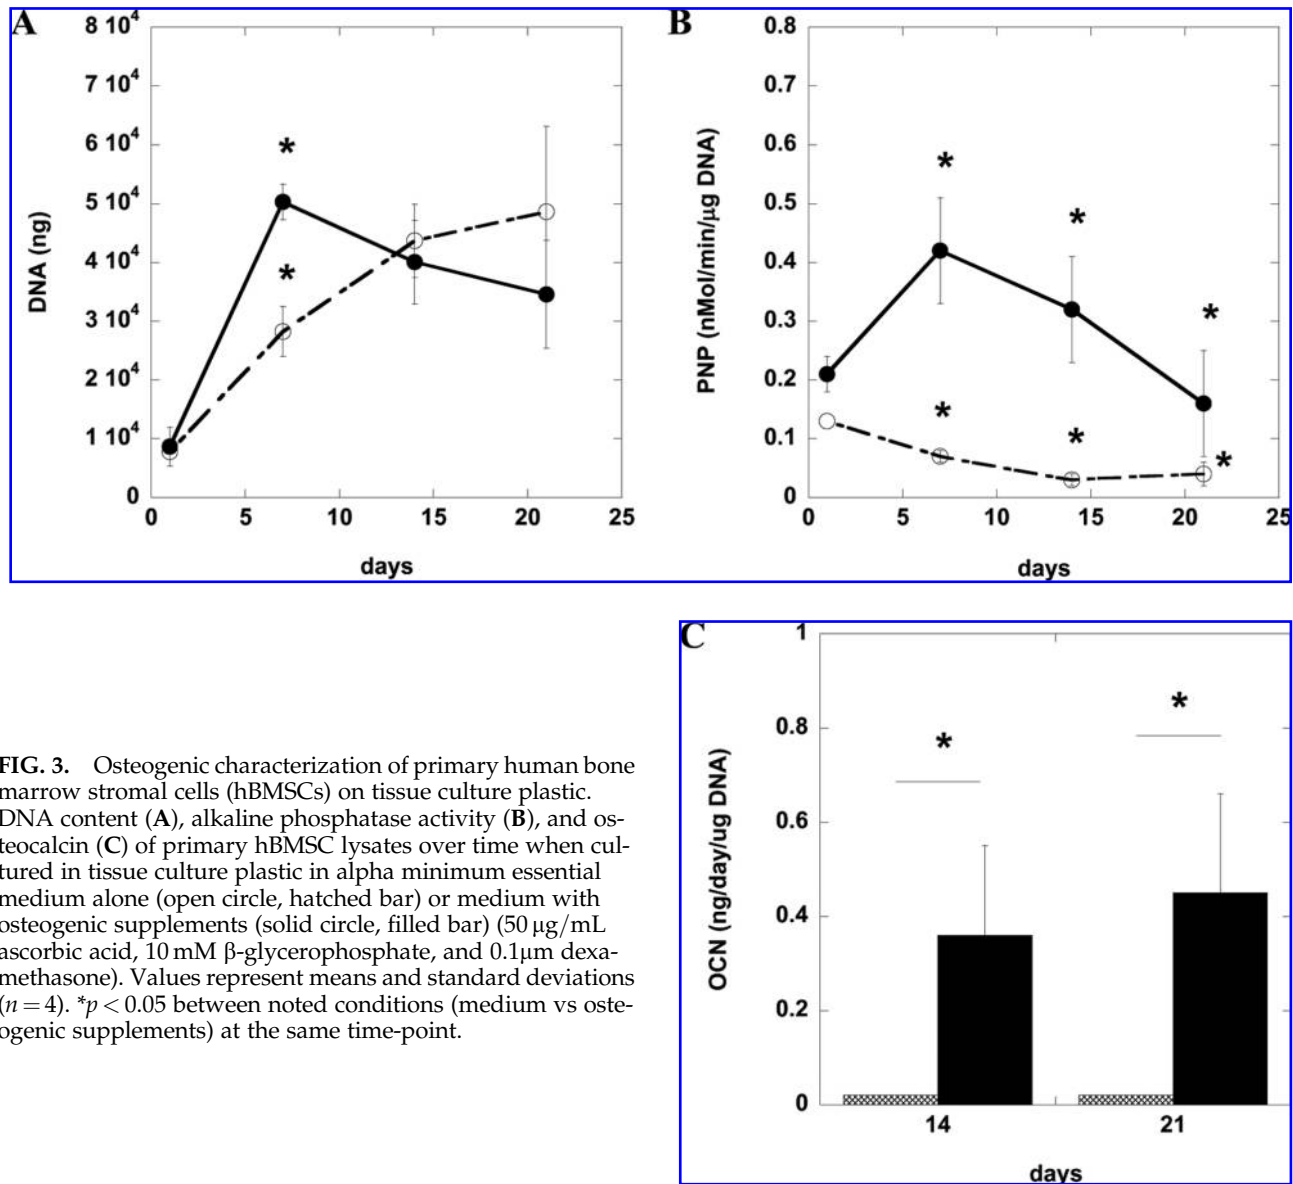 A
8 10⁴
7 10⁴
6 10⁴
5 10⁴
4 10⁴
3 10⁴
2 10⁴
1 10⁴
0
DNA (ng)
*
*
0 5 10 15 20 25
days
B
0.8
0.7
0.6
0.5
0.4
0.3
0.2
0.1
0
PNP (nMol/min/µg DNA)
*
*
*
*
*
*
0 5 10 15 20 25
days
FIG. 3. Osteogenic characterization of primary human bone
marrow stromal cells (hBMSCs) on tissue culture plastic.
DNA content (A), alkaline phosphatase activity (B), and os-
teocalcin (C) of primary hBMSC lysates over time when cul-
tured in tissue culture plastic in alpha minimum essential
medium alone (open circle, hatched bar) or medium with
osteogenic supplements (solid circle, filled bar) (50 µg/mL
ascorbic acid, 10 mM β-glycerophosphate, and 0.1µm dexa-
methasone). Values represent means and standard deviations
(n = 4). *p < 0.05 between noted conditions (medium vs oste-
ogenic supplements) at the same time-point.
C
1
0.8
0.6
0.4
0.2
0
OCN (ng/day/ug DNA)
*
*
14 21
days